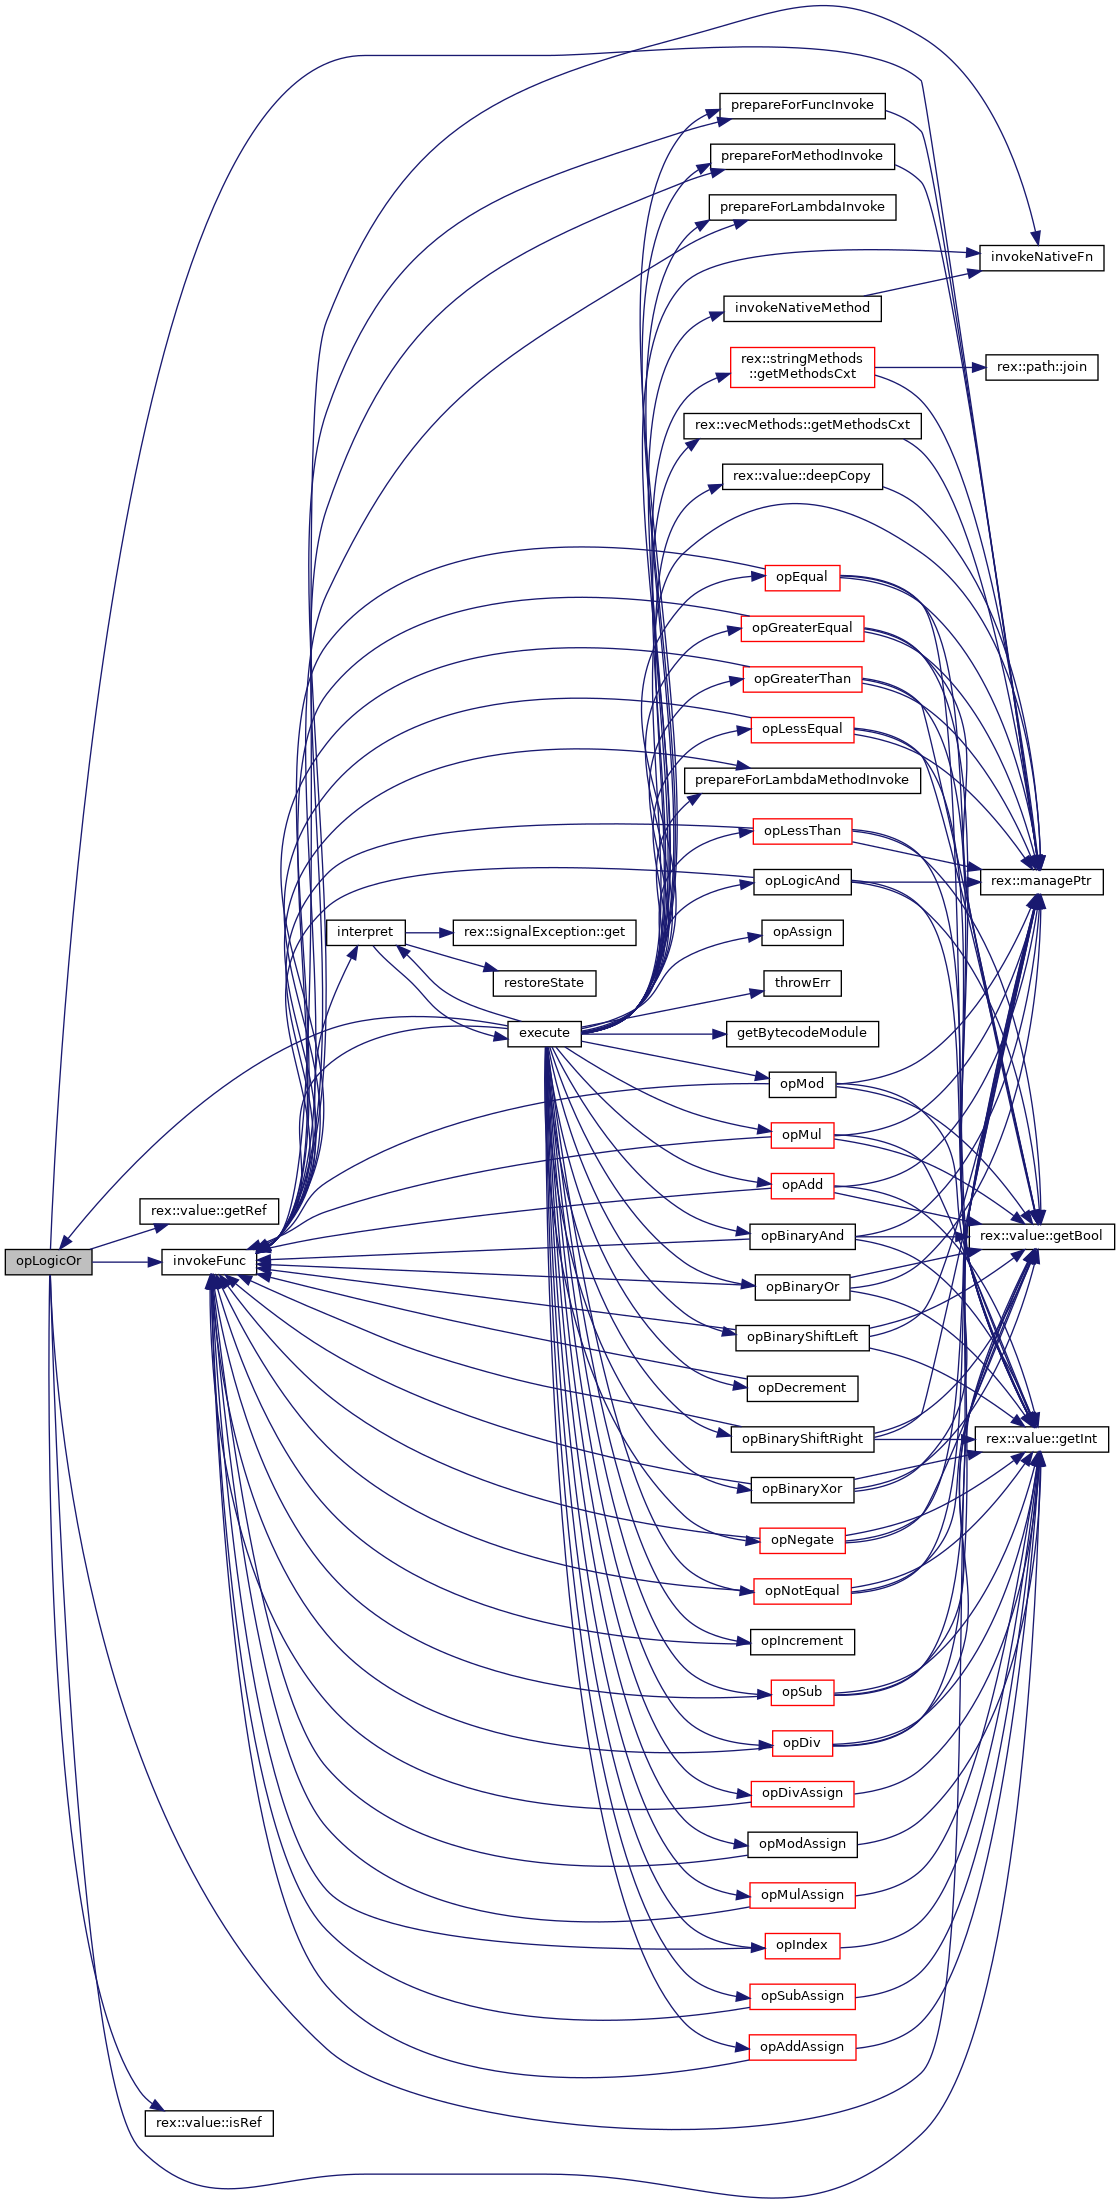 prepareForFuncInvoke
prepareForMethodInvoke
prepareForLambdaInvoke
invokeNativeFn
invokeNativeMethod
rex::stringMethods
::getMethodsCxt
rex::path::join
rex::vecMethods::getMethodsCxt
rex::value::deepCopy
opEqual
opGreaterEqual
opGreaterThan
opLessEqual
prepareForLambdaMethodInvoke
opLessThan
opLogicAnd
rex::managePtr
interpret
rex::signalException::get
opAssign
restoreState
throwErr
execute
getBytecodeModule
opMod
opMul
opAdd
rex::value::getRef
opBinaryAnd
rex::value::getBool
opLogicOr
invokeFunc
opBinaryOr
opBinaryShiftLeft
opDecrement
opBinaryShiftRight
rex::value::getInt
opBinaryXor
opNegate
opNotEqual
opIncrement
opSub
opDiv
opDivAssign
opModAssign
opMulAssign
opIndex
opSubAssign
opAddAssign
rex::value::isRef